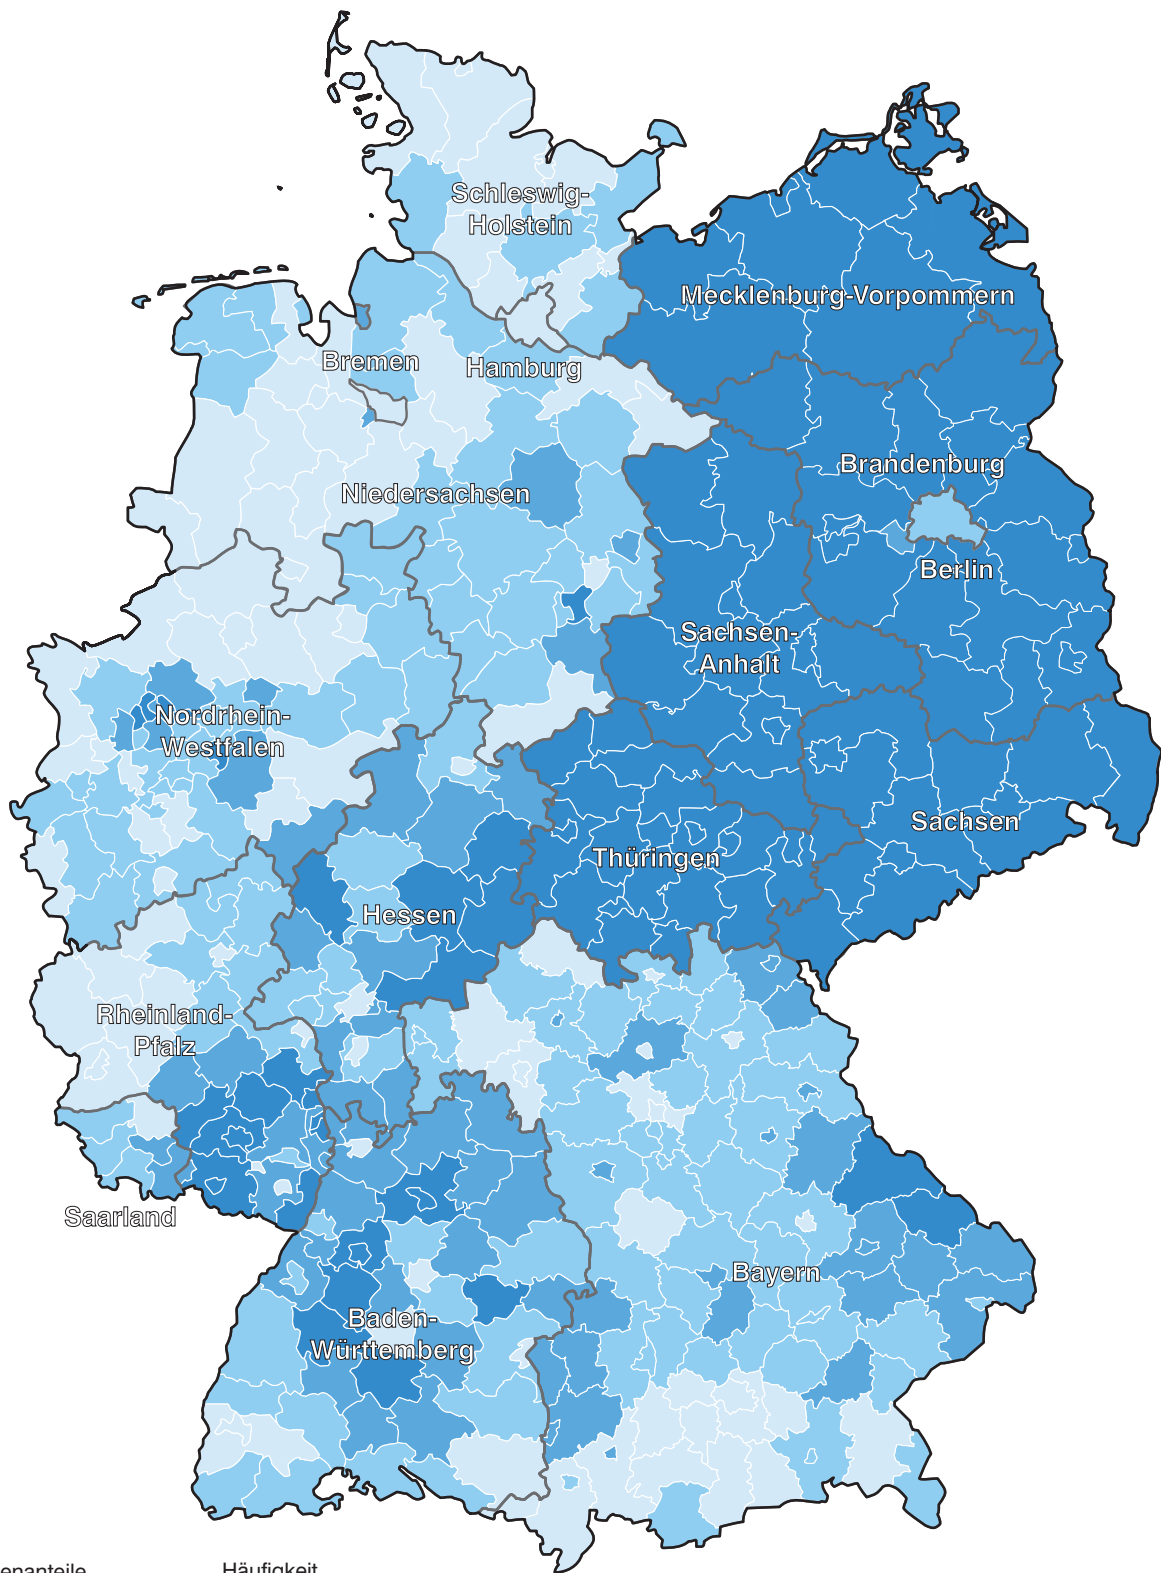 Schleswig-
Holstein
Mecklenburg-Vorpommern
Bremen
Hamburg
Brandenburg
Niedersachsen
Berlin
Sachsen-
Anhalt
Nordrhein-
Westfalen
Sachsen
Thüringen
Hessen
Rheinland-
Pfalz
Saarland
Bayern
Baden-
Württemberg
enanteile
Häufigkeit